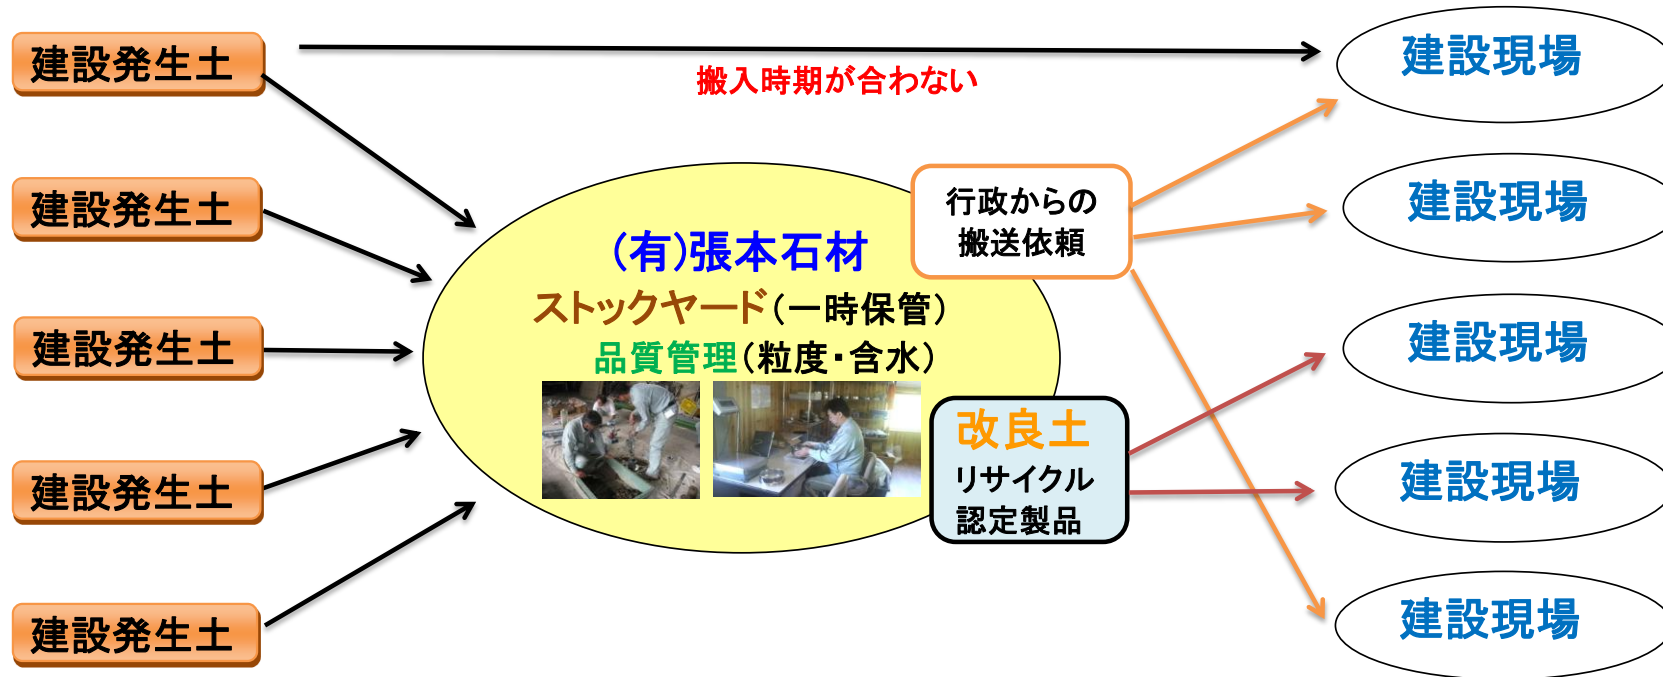 建設発生土
搬入時期が合わない
建設現場
建設発生土
行政からの
搬送依頼
建設現場
(有)張本石材
ストックヤード(一時保管)
建設発生土
品質管理(粒度・含水)
建設現場
改良土
リサイクル
認定製品
建設発生土
建設現場
建設発生土
建設現場